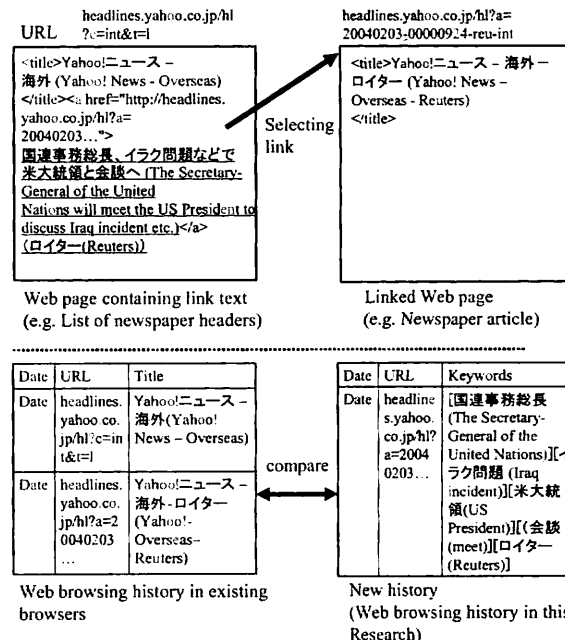 URL
headlines.yahoo.co.jp/hl
?c=int&t=l
<title>Yahoo!ニュース –
海外 (Yahoo! News - Overseas)
</title><a href="http://headlines.
yahoo.co.jp/hl?a=
20040203…">
国連事務総長、イラク問題などで
米大統領と会談へ (The Secretary-
General of the United
Nations will meet the US President to
discuss Iraq incident etc.)</a>
(ロイター(Reuters))
Selecting
link
headlines.yahoo.co.jp/hl?a=
20040203-00000924-reu-int
<title>Yahoo!ニュース – 海外 –
ロイター (Yahoo! News –
Overseas - Reuters)
</title>
Web page containing link text
(e.g. List of newspaper headers)
Linked Web page
(e.g. Newspaper article)
Date URL Title
Date headlines. Yahoo!ニュース –
yahoo.co. 海外(Yahoo!
jp/hl?c=in News – Overseas)
t&t=l
Date headlines. Yahoo!ニュース –
yahoo.co. 海外-ロイター
jp/hl?a=2 (Yahoo!-
0040203 Overseas–
… Reuters)
compare
Date URL Keywords
Date headline [国連事務総長
s.yahoo. (The Secretary-
co.jp/hl? General of the
a=2004 United Nations)][イ
0203… ラク問題 (Iraq
incident)][米大統
領(US
President)][(会談
(meet)][ロイター
(Reuters)]
Web browsing history in existing
browsers
New history
(Web browsing history in this
Research)